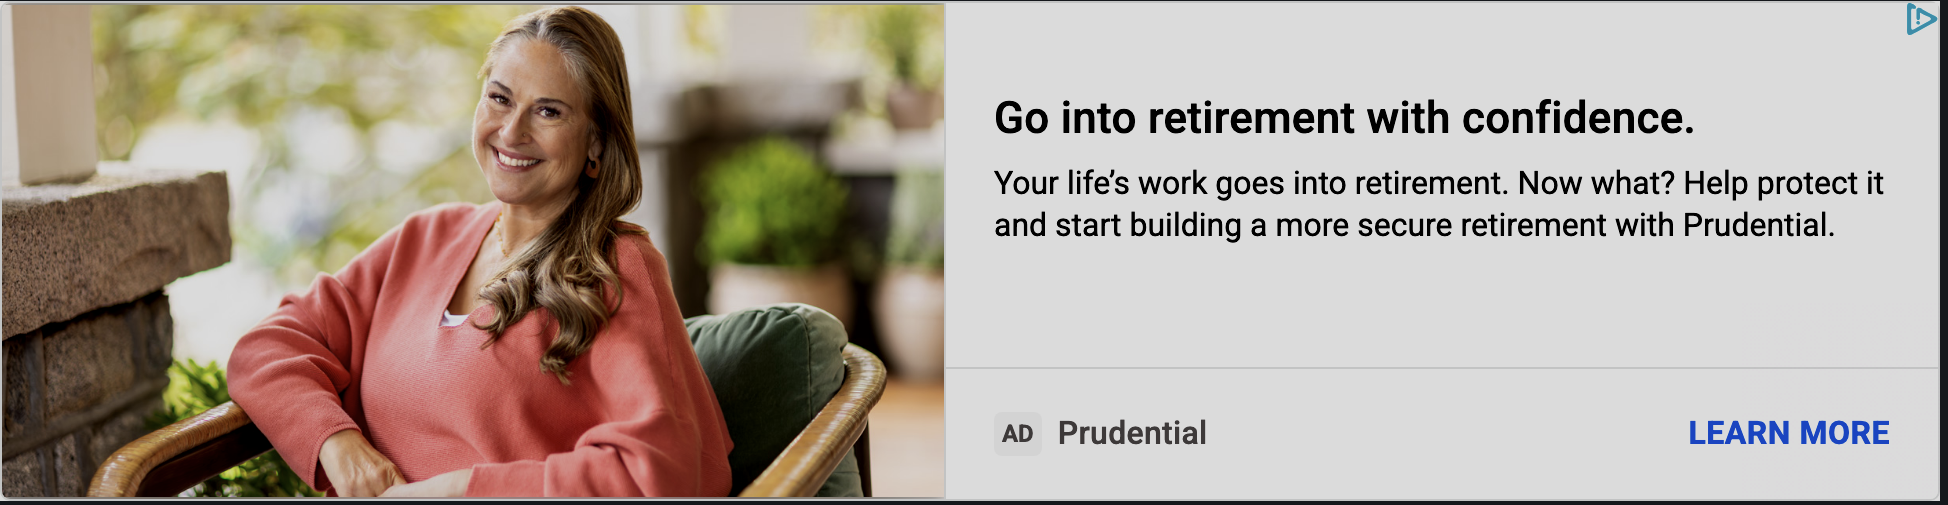 Go into retirement with confidence.
Your life’s work goes into retirement. Now what? Help protect it
and start building a more secure retirement with Prudential.
AD Prudential
LEARN MORE